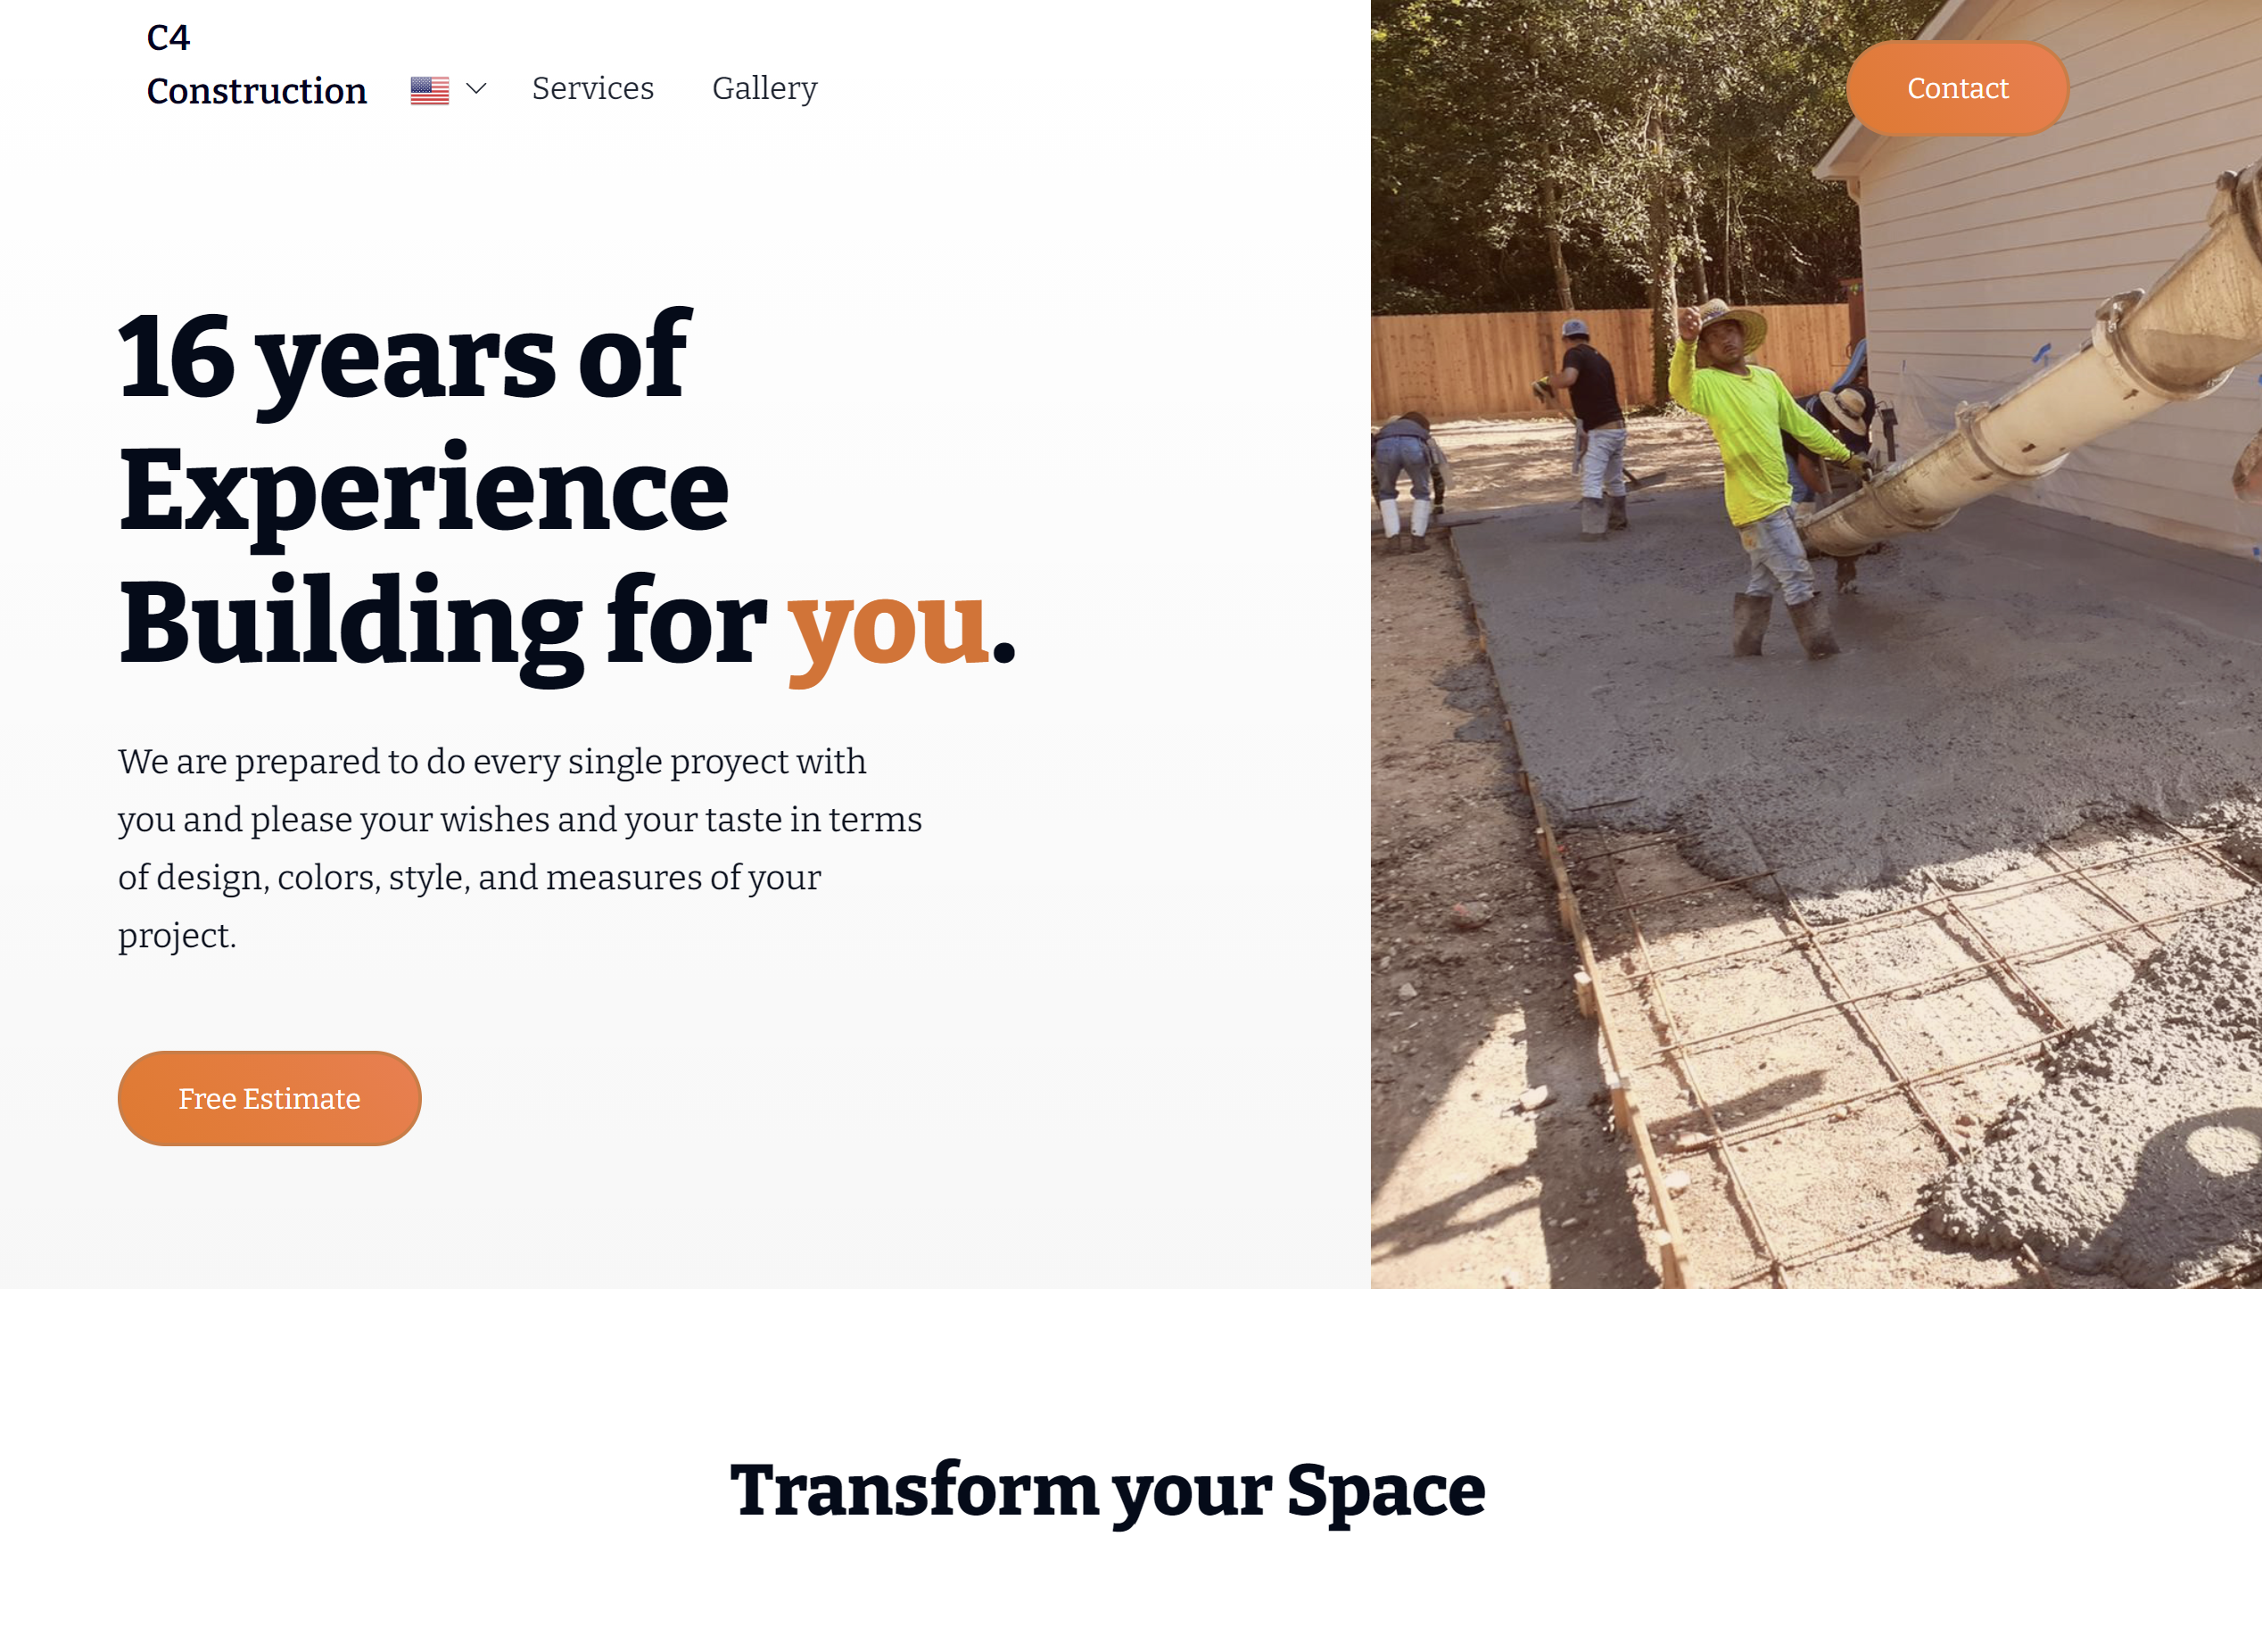 C4
Construction
Services
Gallery
Contact
16 years of
Experience
Building for you.
We are prepared to do every single proyect with
you and please your wishes and your taste in terms
of design, colors, style, and measures of your
project.
Free Estimate
Transform your Space